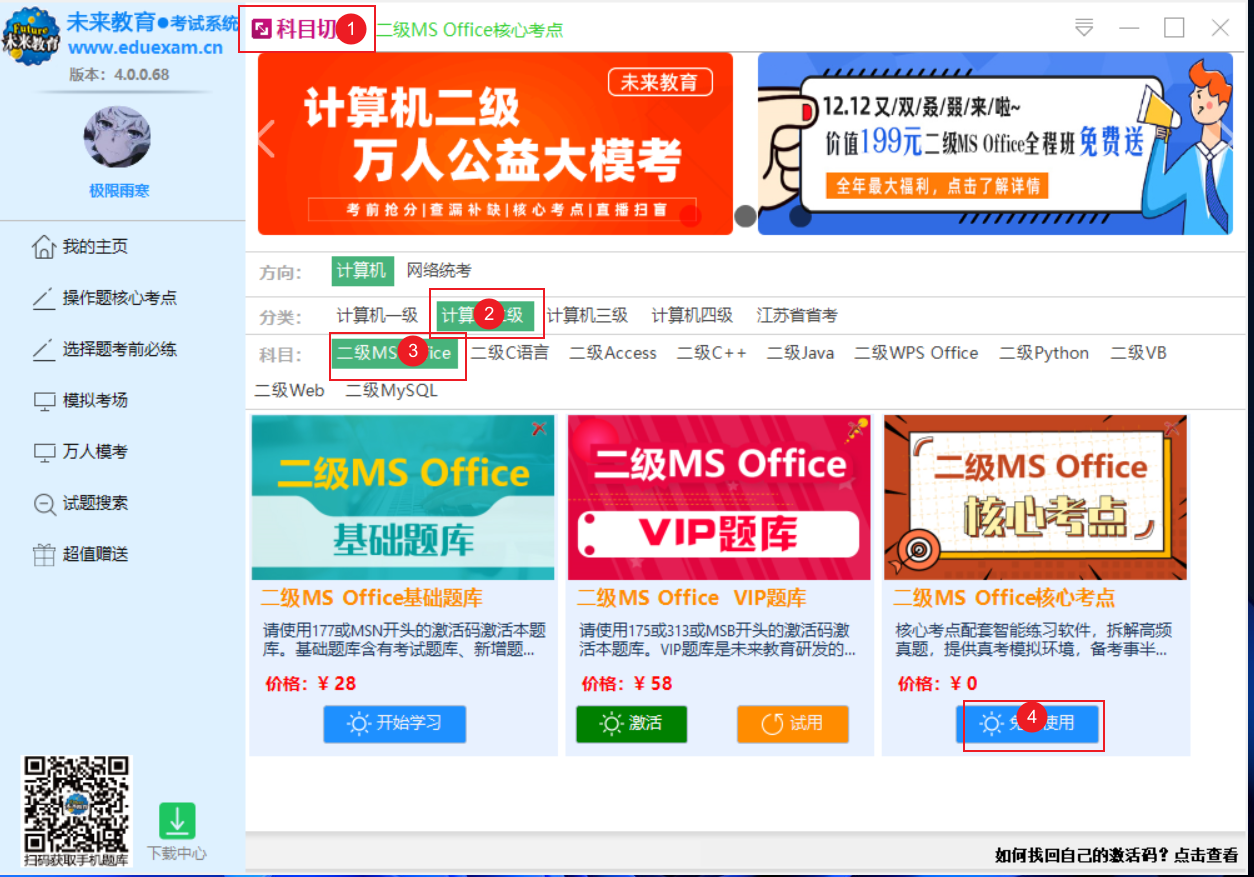 未来教育●考试系统
www.eduexam.cn
版本：4.0.0.68
极限雨寒
我的主页
操作题核心考点
选择题考前必练
模拟考场
万人模考
试题搜索
超值赠送
扫码获取手机题库
下载中心
科目切 1 二级MS Office核心考点
未来教育
计算机二级
万人公益大模考
考前抢分|查漏补缺|核心考点|直播扫盲
12.12 又/双/叒/叕/来/啦~
价值199元二级MS Office全程班 免费送
全年最大福利，点击了解详情
方向： 计算机 网络统考
分类： 计算机一级 计算 2 级 计算机三级 计算机四级 江苏省省考
科目： 二级MS 3 ice 二级C语言 二级Access 二级C++ 二级Java 二级WPS Office 二级Python 二级VB
二级Web 二级MySQL
二级MS Office
基础题库
二级MS Office基础题库
请使用177或MSN开头的激活码激活本题
库。基础题库含有考试题库、新增题...
价格：¥ 28
开始学习
二级MS Office
VIP题库
二级MS Office VIP题库
请使用175或313或MSB开头的激活码激
活本题库。VIP题库是未来教育研发的...
价格：¥ 58
激活 试用
二级MS Office
核心考点
二级MS Office核心考点
核心考点配套智能练习软件，拆解高频
真题，提供真考模拟环境，备考事半...
价格：¥ 0
免 4 使用
如何找回自己的激活码？点击查看